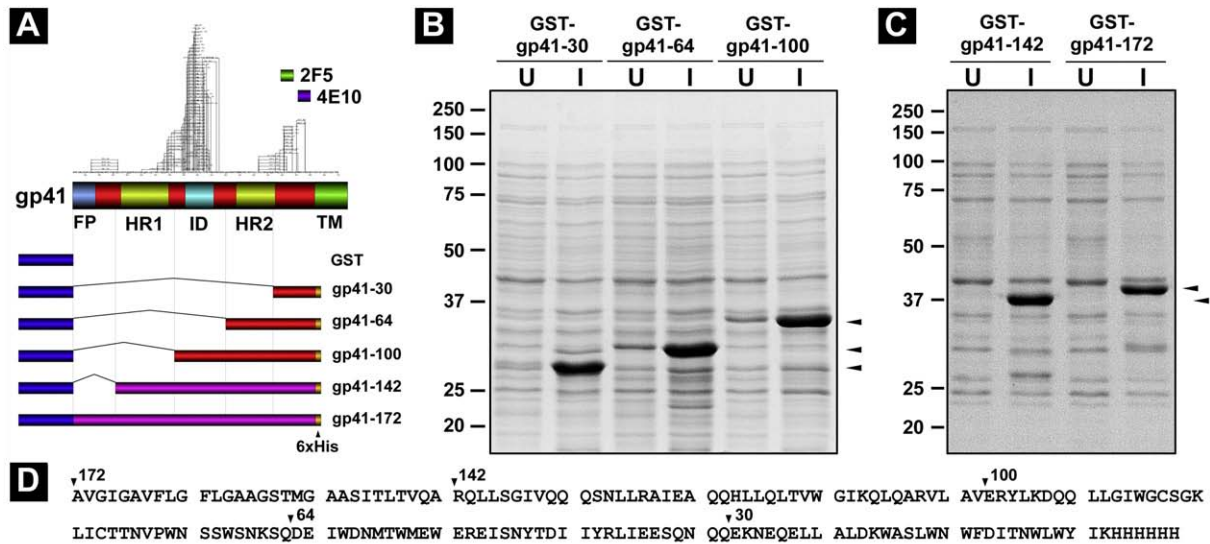 A
2F5
4E10
gp41
FP HR1 ID HR2 TM
GST
gp41-30
gp41-64
gp41-100
gp41-142
gp41-172
6xHis
B
GST-gp41-30 GST-gp41-64 GST-gp41-100
U I U I U I
250
150
100
75
50
37
25
20
C
GST-gp41-142 GST-gp41-172
U I U I
250
150
100
75
50
37
25
20
D
172 142 100
AVGIGAVFLG FLGAAGSTMG AASITLTVQA RQLLSGIVQQ QSNLLRAIEA QQHLLQLTVW GIKQLQARVL AVERYLKDQQ LLGIWGCSGK
64 30
LICTTNVPWN SSWSNKSQDE IWDNMTWMEW EREISNYTDI IYRLIEESQN QQEKNEQELL ALDKWASLWN WFDITNWLWY IKHHHHHH